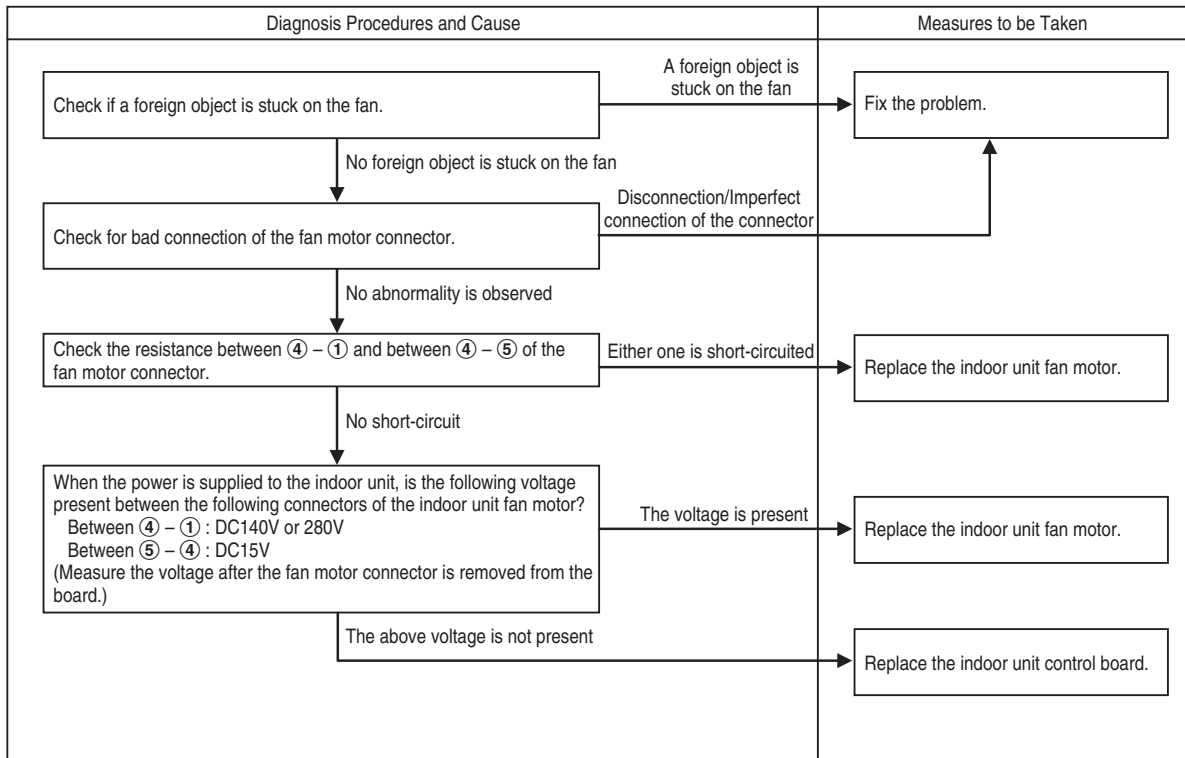 Diagnosis Procedures and Cause
Measures to be Taken
Check if a foreign object is stuck on the fan.
A foreign object is
stuck on the fan
Fix the problem.
No foreign object is stuck on the fan
Check for bad connection of the fan motor connector.
Disconnection/Imperfect
connection of the connector
No abnormality is observed
Check the resistance between ④ – ① and between ④ – ⑤ of the
fan motor connector.
Either one is short-circuited
Replace the indoor unit fan motor.
No short-circuit
When the power is supplied to the indoor unit, is the following voltage
present between the following connectors of the indoor unit fan motor?
Between ④ – ① : DC140V or 280V
Between ⑤ – ④ : DC15V
(Measure the voltage after the fan motor connector is removed from the
board.)
The voltage is present
Replace the indoor unit fan motor.
The above voltage is not present
Replace the indoor unit control board.